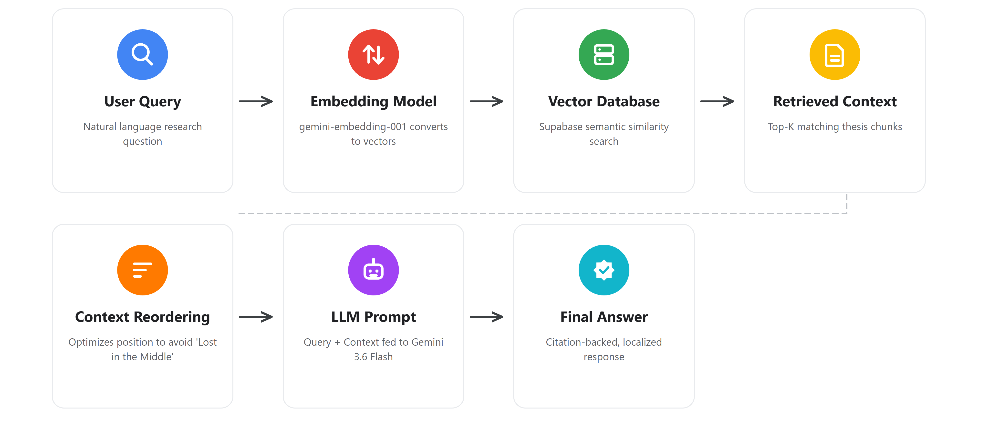 User Query
Natural language research
question
Embedding Model
gemini-embedding-001 converts
to vectors
Vector Database
Supabase semantic similarity
search
Retrieved Context
Top-K matching thesis chunks
Context Reordering
Optimizes position to avoid 'Lost
in the Middle'
LLM Prompt
Query + Context fed to Gemini
3.6 Flash
Final Answer
Citation-backed, localized
response